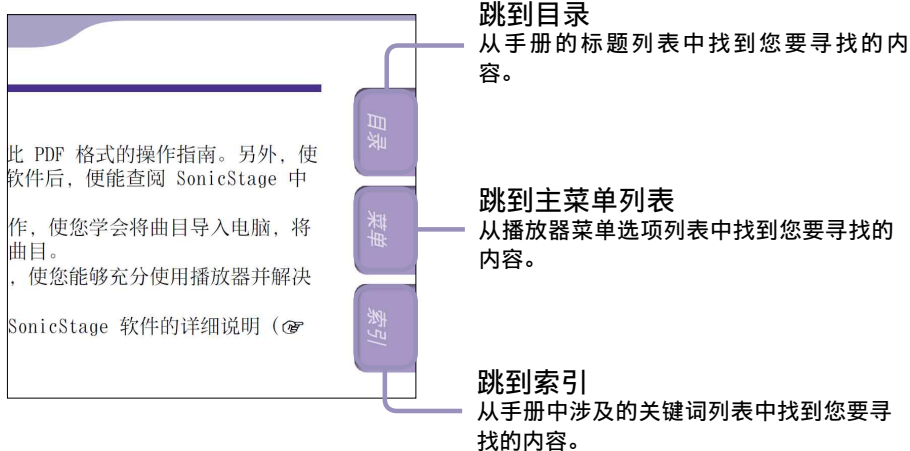 跳到目录
从手册的标题列表中找到您要寻找的内
容。
目录
此 PDF 格式的操作指南。另外，使
软件后，便能查阅 SonicStage 中
作，使您学会将曲目导入电脑，将
曲目。
，使您能够充分使用播放器并解决
SonicStage 软件的详细说明（☞
菜单
跳到主菜单列表
从播放器菜单选项列表中找到您要寻找的
内容。
索引
跳到索引
从手册中涉及的关键词列表中找到您要寻
找的内容。